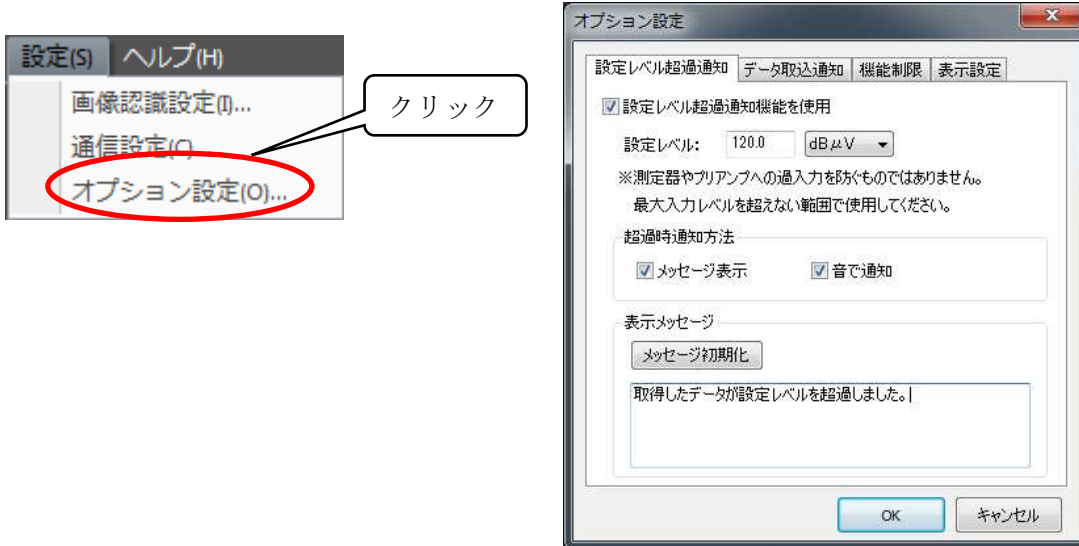 設定(S) ヘルプ(H)
画像認識設定(I)...
通信設定(C)...
オプション設定(O)...
クリック
オプション設定
設定レベル超過通知 データ取込通知 機能制限 表示設定
設定レベル超過通知機能を使用
設定レベル: 120.0 dBμV
※測定器やプリアンプへの過入力を防ぐものではありません。
最大入力レベルを超えない範囲で使用してください。
超過時通知方法
メッセージ表示 音で通知
表示メッセージ
メッセージ初期化
取得したデータが設定レベルを超過しました。
OK キャンセル